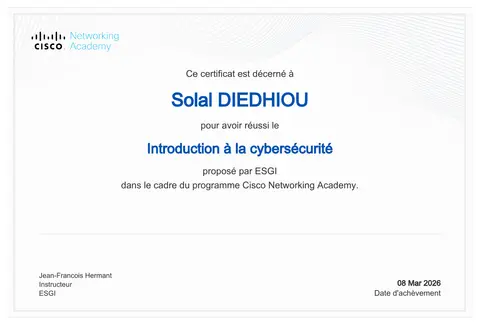 CISCO
Networking
Academy
Ce certificat est décerné à
Solal DIEDHIOU
pour avoir réussi le
Introduction à la cybersécurité
proposé par ESGI
dans le cadre du programme Cisco Networking Academy.
Jean-Francois Hermant
Instructeur
ESGI
08 Mar 2026
Date d'achèvement